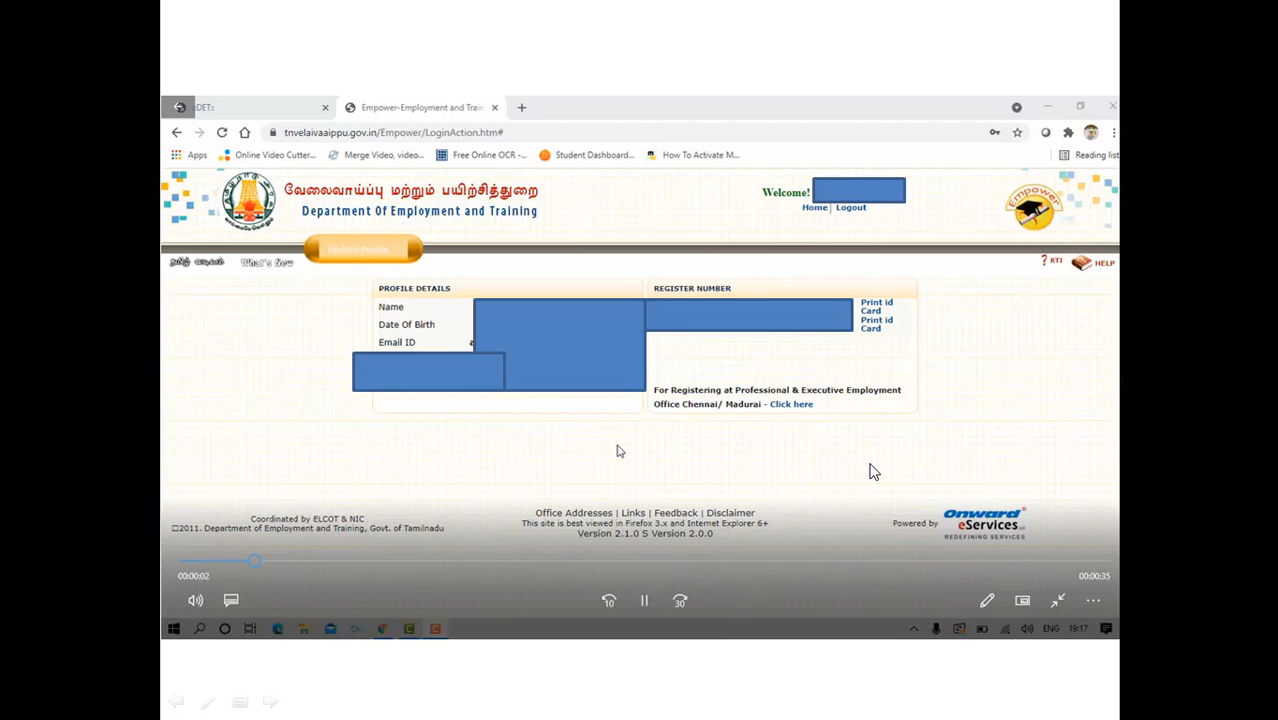 ::DET::
Empower-Employment and Train
tnvelaivaaippu.gov.in/Empower/LoginAction.htm#
Apps Online Video Cutter... Merge Video, video... Free Online OCR -... Student Dashboard... How To Activate M... Reading list
வேலைவாய்ப்பு மற்றும் பயிற்சித்துறை
Department Of Employment and Training
Welcome!
Home | Logout
Empower
What's New
? RTI HELP
PROFILE DETAILS
Name
Date Of Birth
Email ID
REGISTER NUMBER
Print id
Card
Print id
Card
For Registering at Professional & Executive Employment
Office Chennai/ Madurai - Click here
Coordinated by ELCOT & NIC
2011. Department of Employment and Training, Govt. of Tamilnadu
Office Addresses | Links | Feedback | Disclaimer
This site is best viewed in Firefox 3.x and Internet Explorer 6+
Version 2.1.0 S Version 2.0.0
Powered by
Onward
eServices
REDEFINING SERVICES
00:00:02
00:00:35
10
30
ENG 19:17